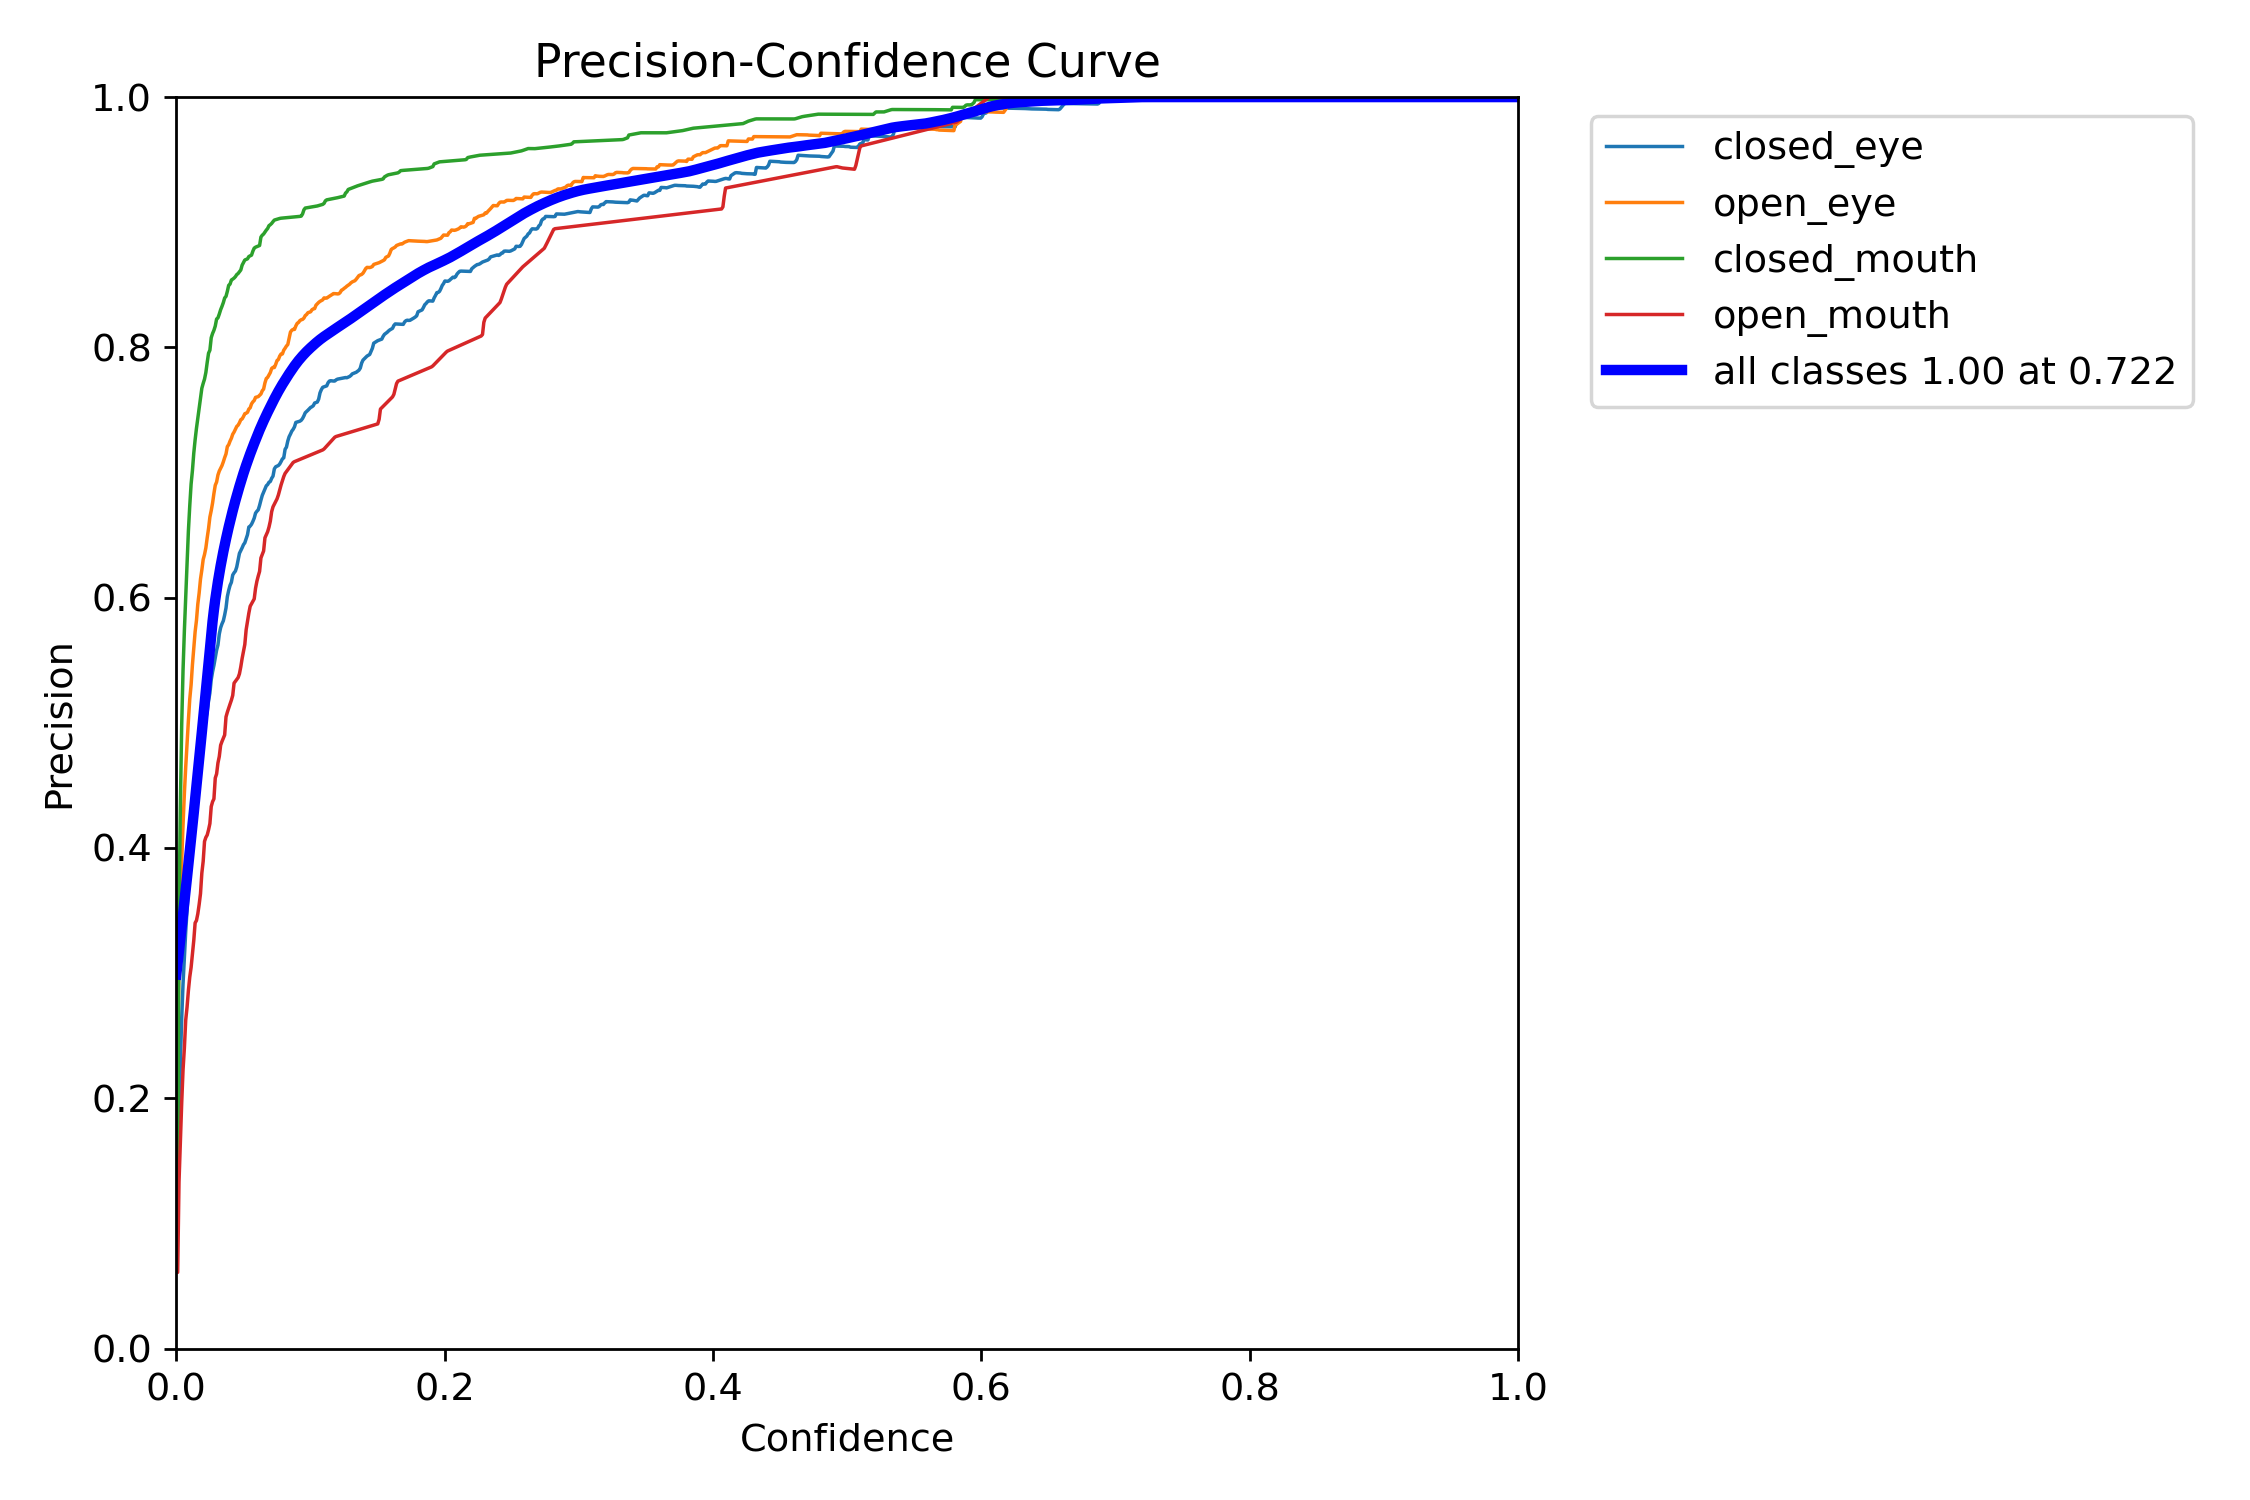 Precision-Confidence Curve
1.0
0.8
0.6
0.4
0.2
0.0
Precision
0.0 0.2 0.4 0.6 0.8 1.0
Confidence
closed_eye
open_eye
closed_mouth
open_mouth
all classes 1.00 at 0.722